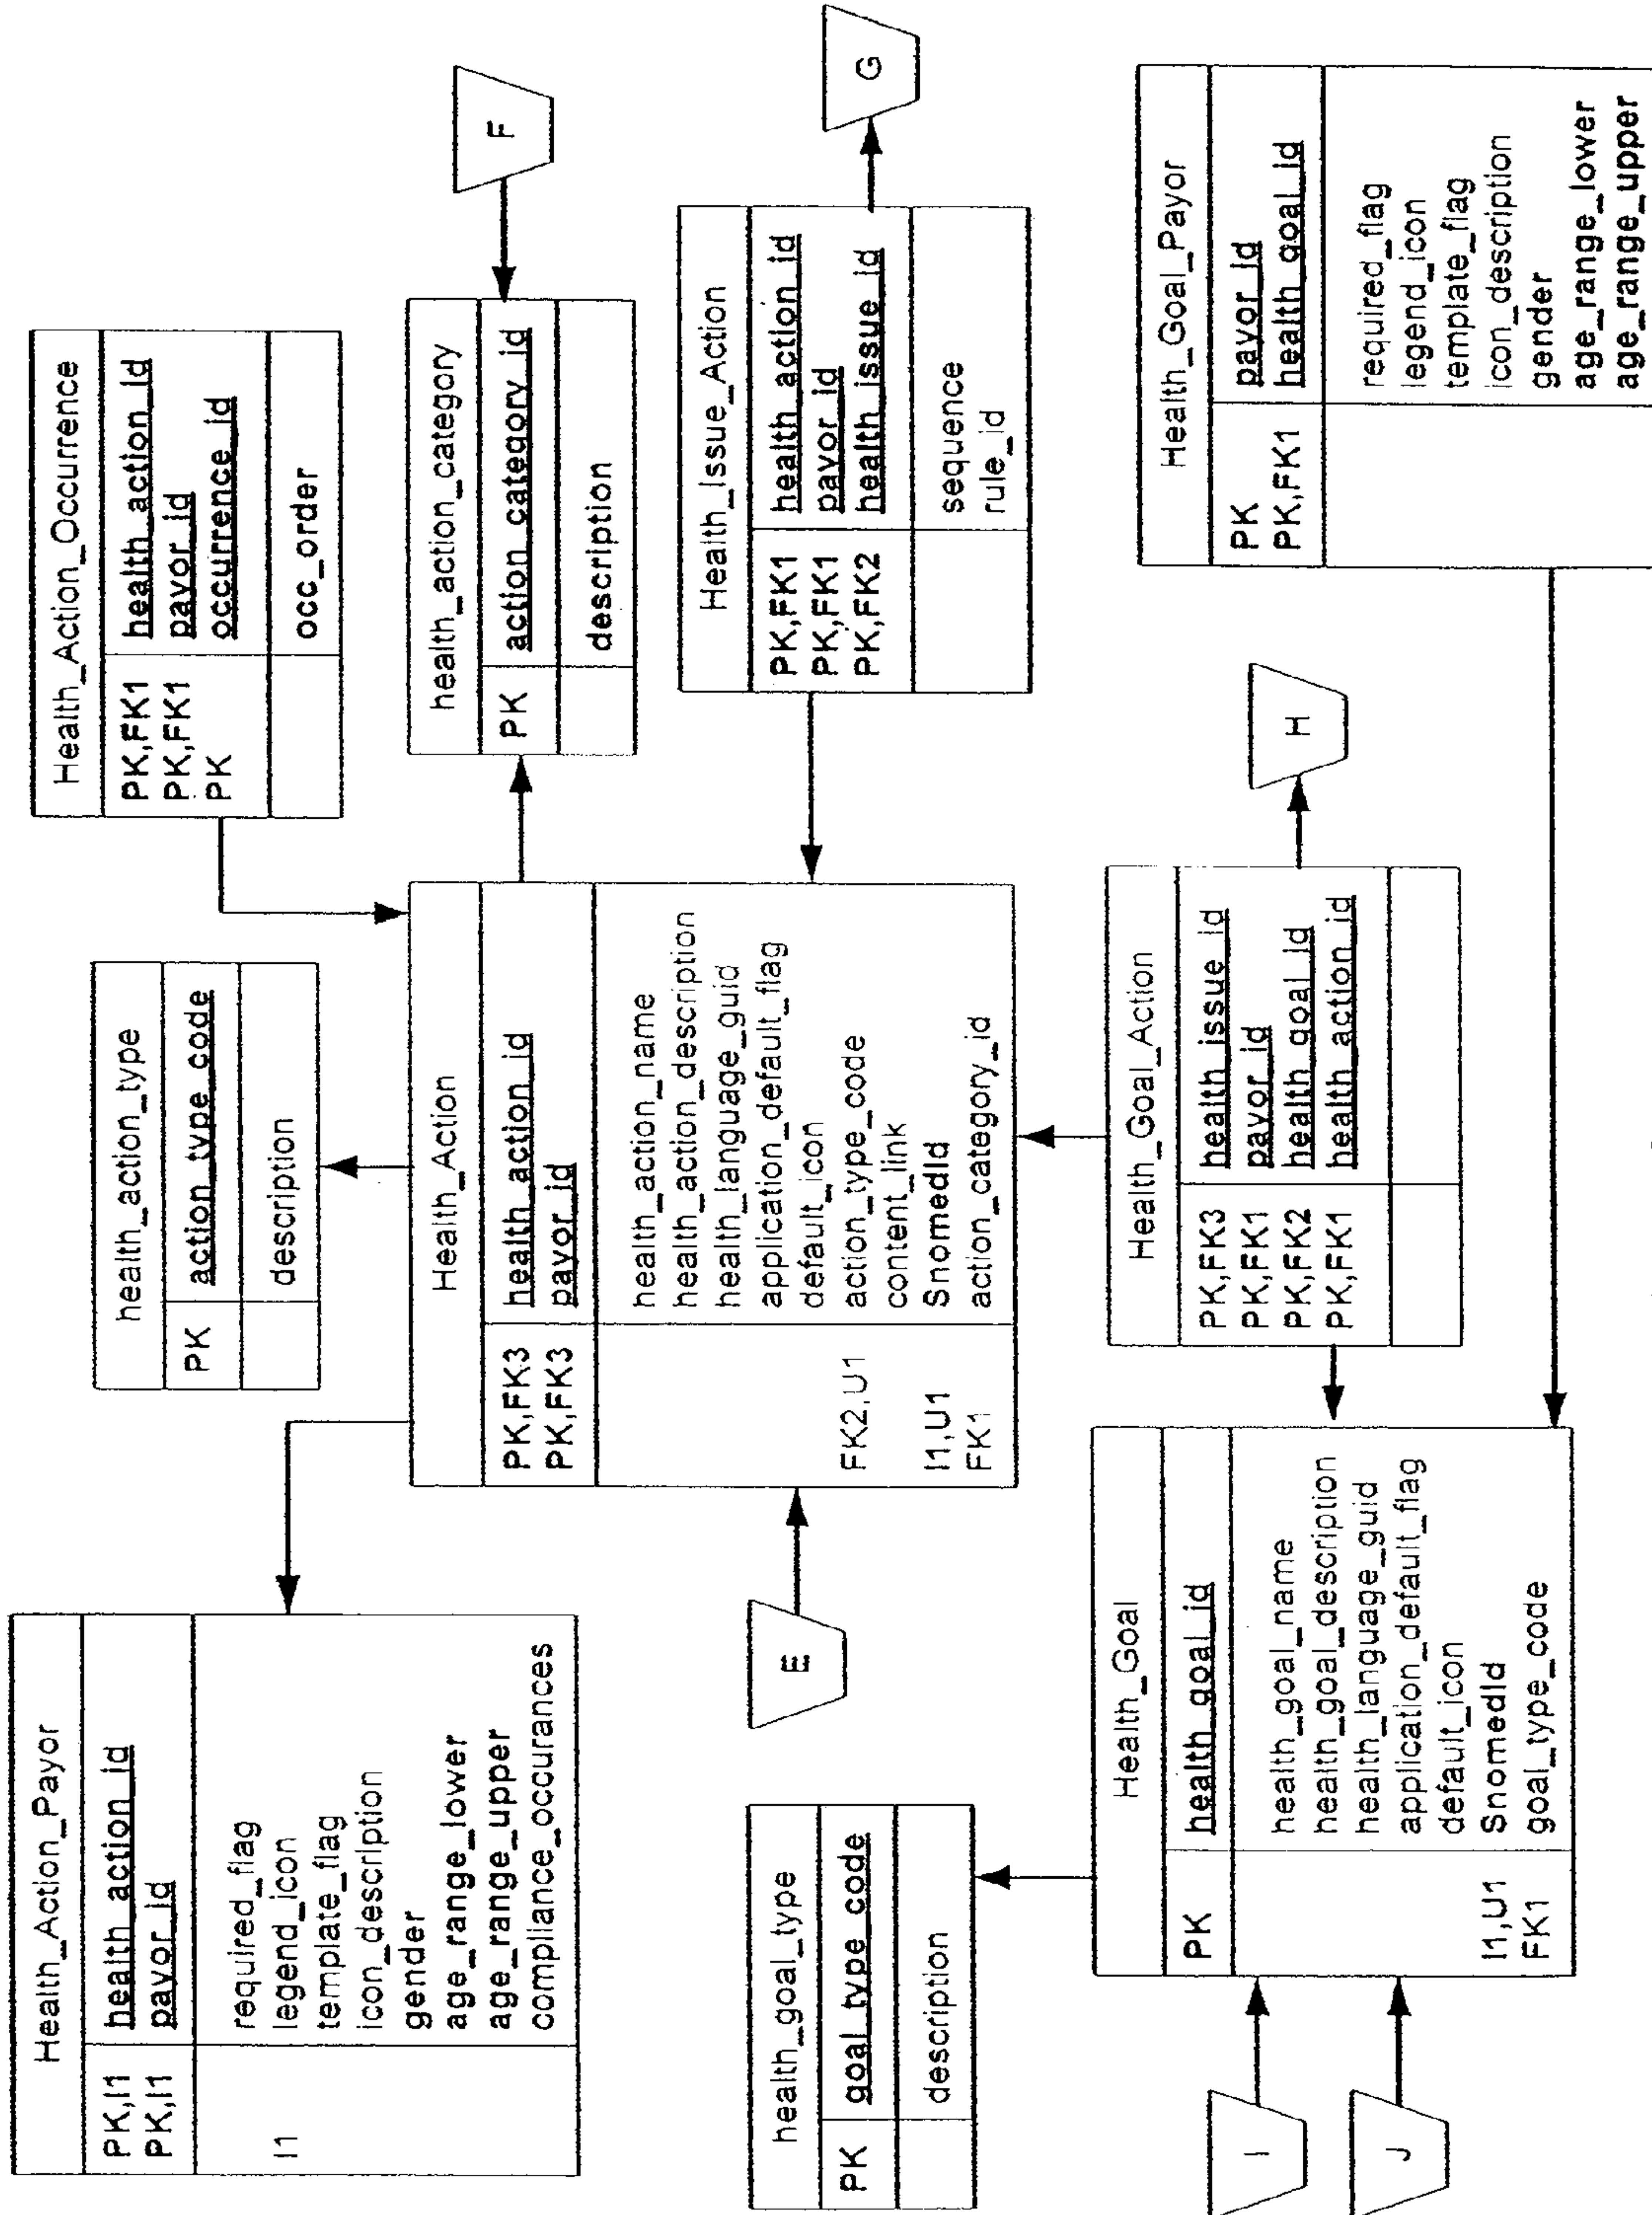 Health_Action_Payor
PK,I1 health_action_id
PK,I1 payor_id
required_flag
I1 legend_icon
template_flag
icon_description
gender
age_range_lower
age_range_upper
compliance_occurances
health_action_type
PK action_type_code
description
Health_Action_Occurrence
PK,FK1 health_action_id
PK,FK1 payor_id
PK occurrence_id
occ_order
Health_Action
PK,FK3 health_action_id
PK,FK3 payor_id
health_action_name
health_action_description
health_language_guid
application_default_flag
default_icon
FK2,U1 action_type_code
content_link
I1,U1 SnomedId
FK1 action_category_id
health_action_category
PK action_category_id
description
F
E
Health_Issue_Action
PK,FK1 health_action_id
PK,FK1 payor_id
PK,FK2 health_issue_id
sequence
rule_id
G
health_goal_type
PK goal_type_code
description
Health_Goal
PK health_goal_id
health_goal_name
health_goal_description
health_language_guid
application_default_flag
default_icon
I1,U1 SnomedId
FK1 goal_type_code
I
J
Health_Goal_Action
PK,FK3 health_issue_id
PK,FK1 payor_id
PK,FK2 health_goal_id
PK,FK1 health_action_id
H
Health_Goal_Payor
PK payor_id
PK,FK1 health_goal_id
required_flag
legend_icon
template_flag
icon_description
gender
age_range_lower
age_range_upper